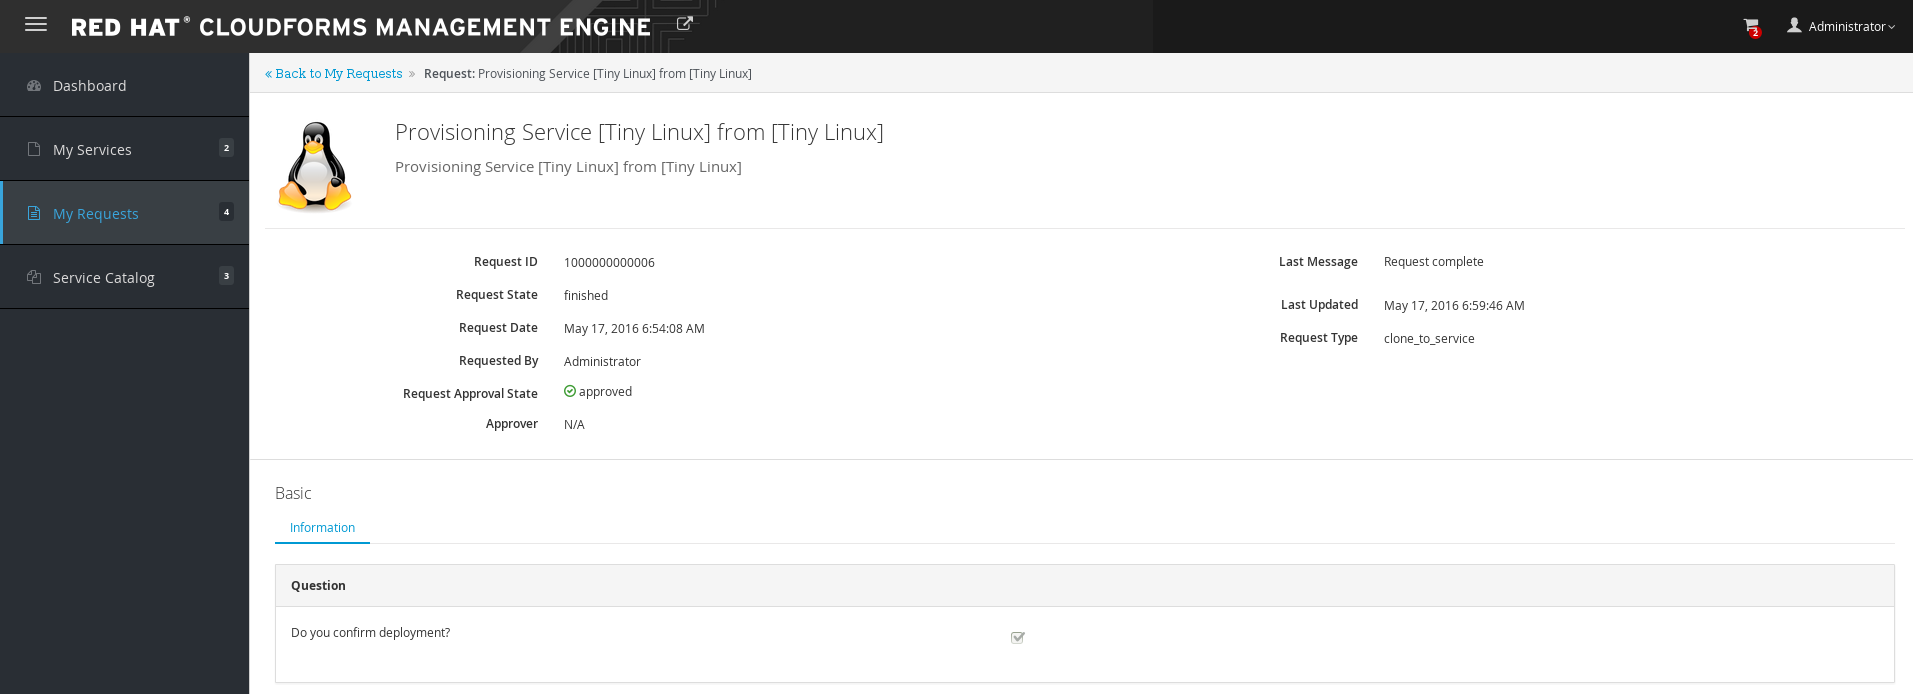 RED HAT® CLOUDFORMS MANAGEMENT ENGINE
2
Administrator
Dashboard
My Services 2
My Requests 4
Service Catalog 3
« Back to My Requests » Request: Provisioning Service [Tiny Linux] from [Tiny Linux]
Provisioning Service [Tiny Linux] from [Tiny Linux]
Provisioning Service [Tiny Linux] from [Tiny Linux]
Request ID 1000000000006
Request State finished
Request Date May 17, 2016 6:54:08 AM
Requested By Administrator
Request Approval State approved
Approver N/A
Last Message Request complete
Last Updated May 17, 2016 6:59:46 AM
Request Type clone_to_service
Basic
Information
Question
Do you confirm deployment?